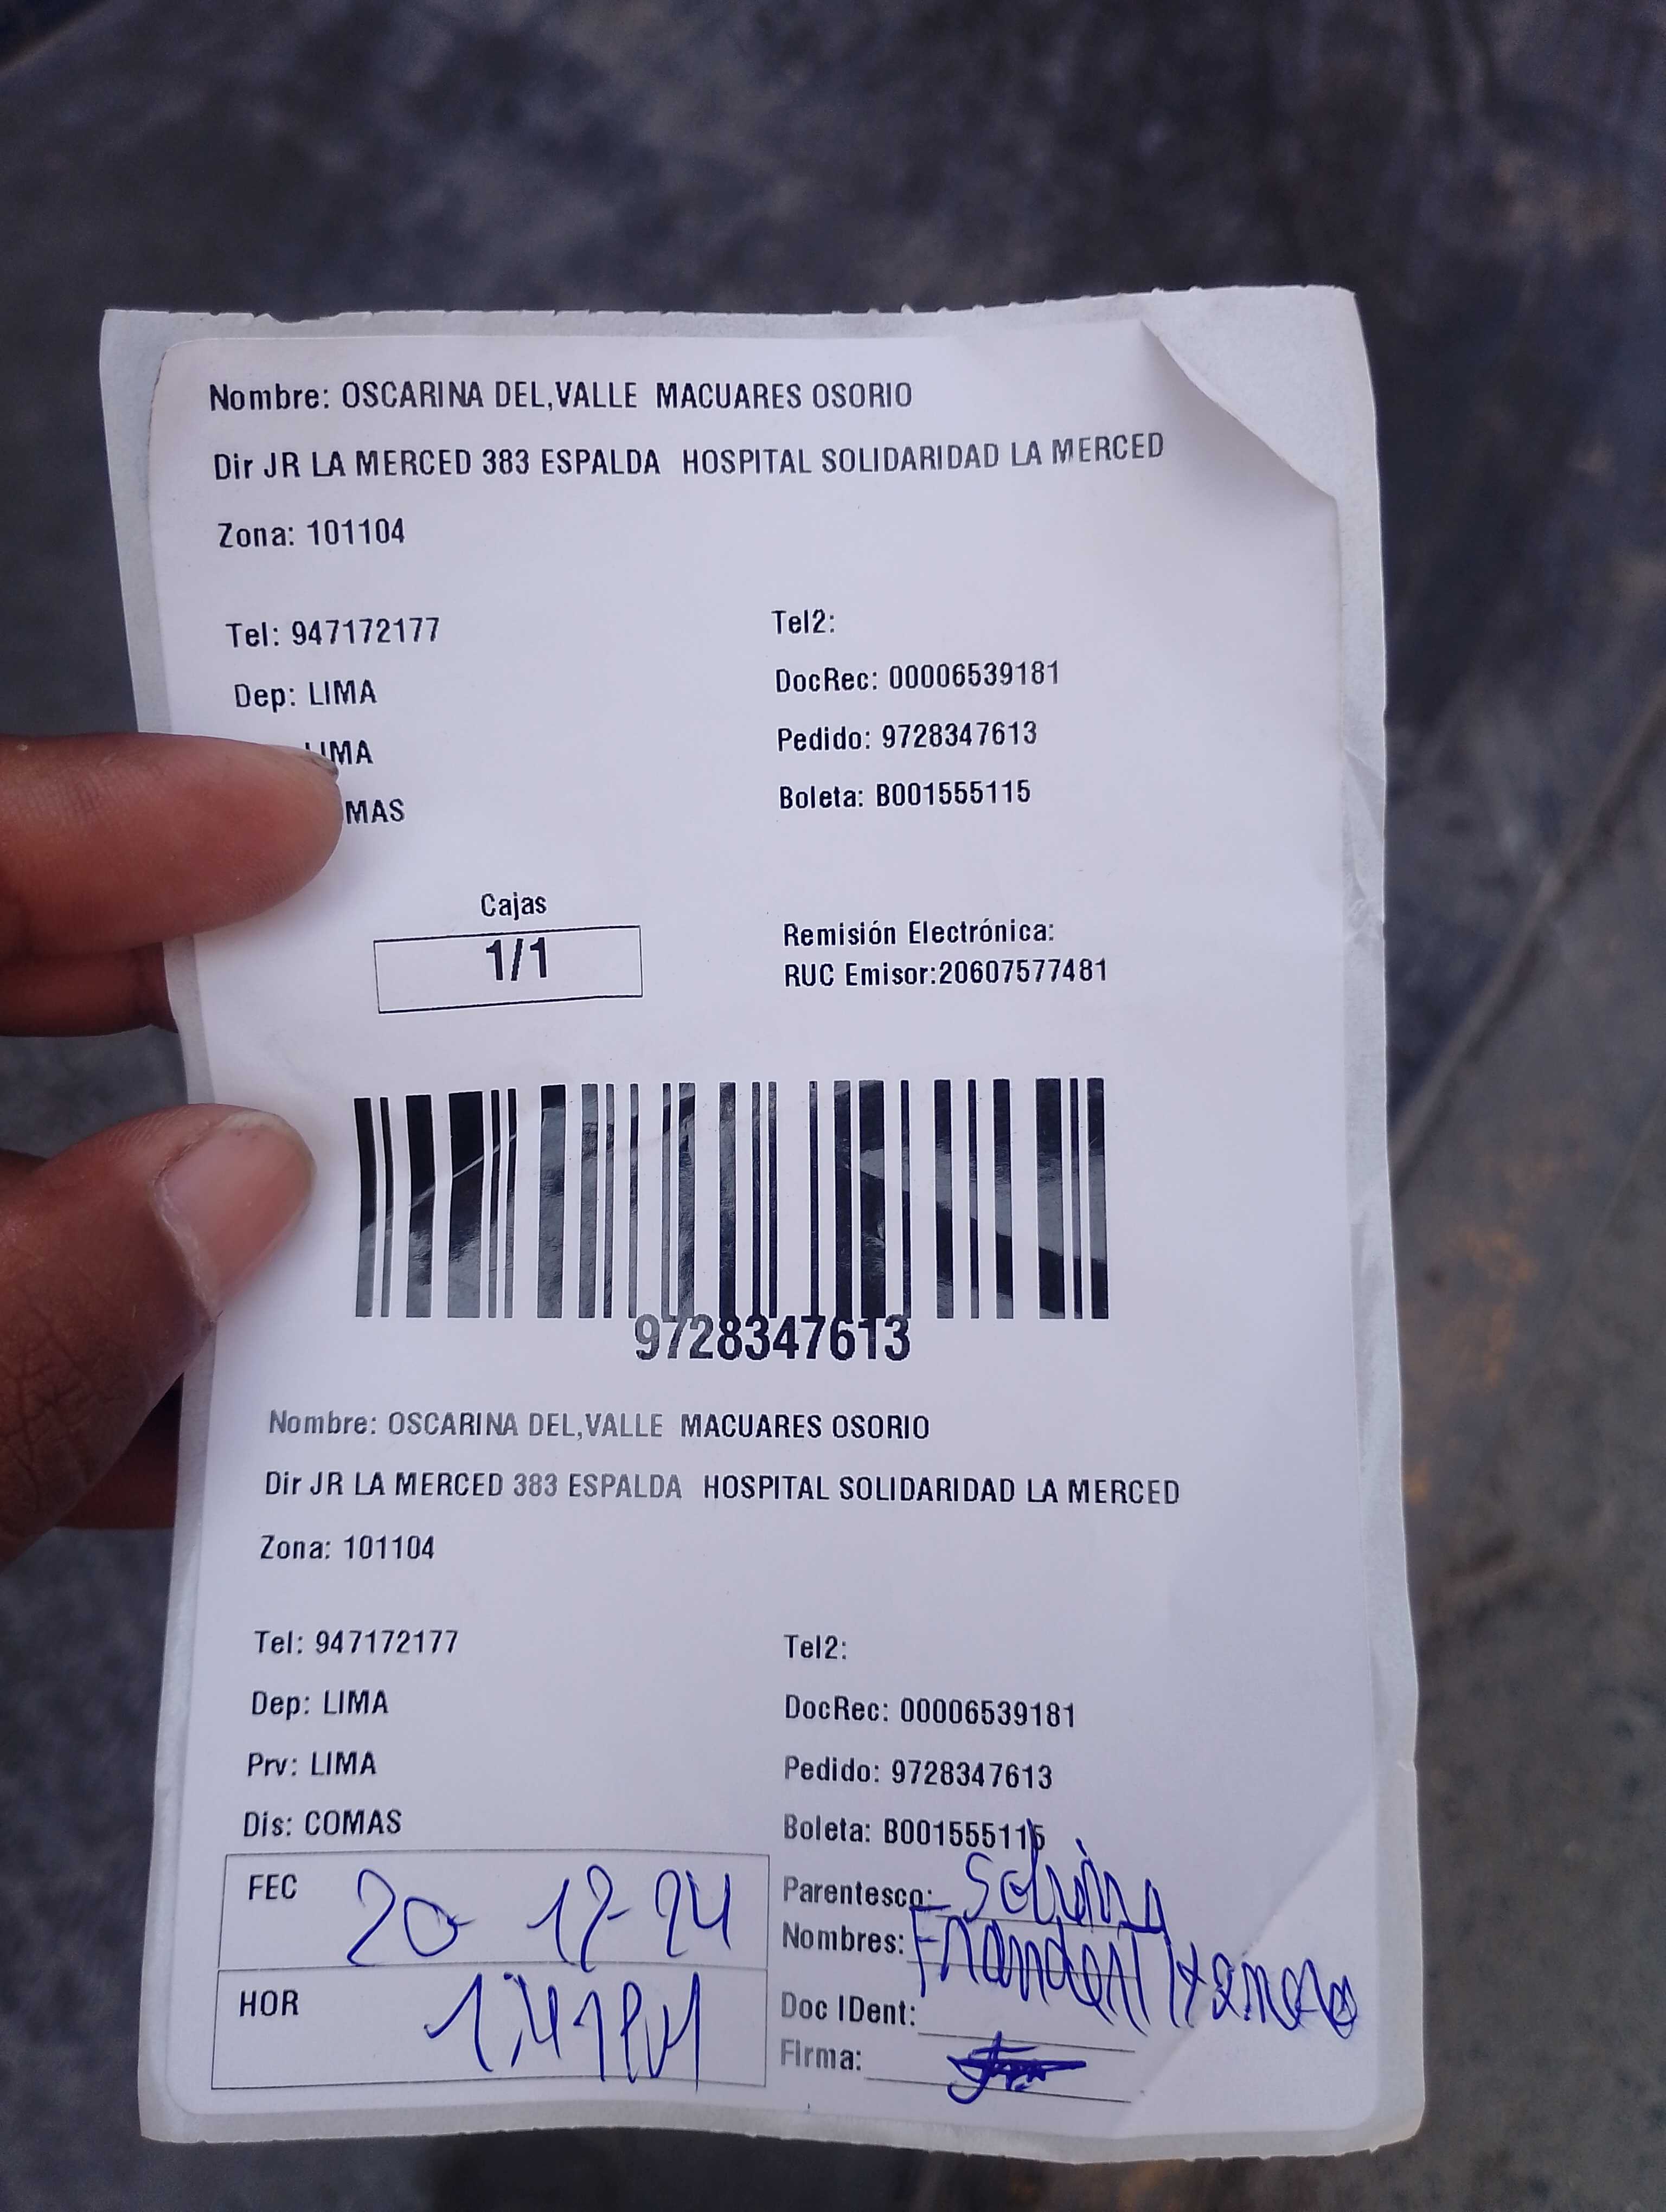 Nombre: OSCARINA DEL,VALLE MACUARES OSORIO
Dir JR LA MERCED 383 ESPALDA HOSPITAL SOLIDARIDAD LA MERCED
Zona: 101104
Tel: 947172177 Tel2:
Dep: LIMA DocRec: 00006539181
LIMA Pedido: 9728347613
MAS Boleta: B001555115
Cajas
1/1
Remisión Electrónica:
RUC Emisor:20607577481
9728347613
Nombre: OSCARINA DEL,VALLE MACUARES OSORIO
Dir JR LA MERCED 383 ESPALDA HOSPITAL SOLIDARIDAD LA MERCED
Zona: 101104
Tel: 947172177 Tel2:
Dep: LIMA DocRec: 00006539181
Prv: LIMA Pedido: 9728347613
Dis: COMAS Boleta: B001555115
FEC 20-12-24
HOR
Parentesco:
Nombres:
Doc IDent:
Firma: